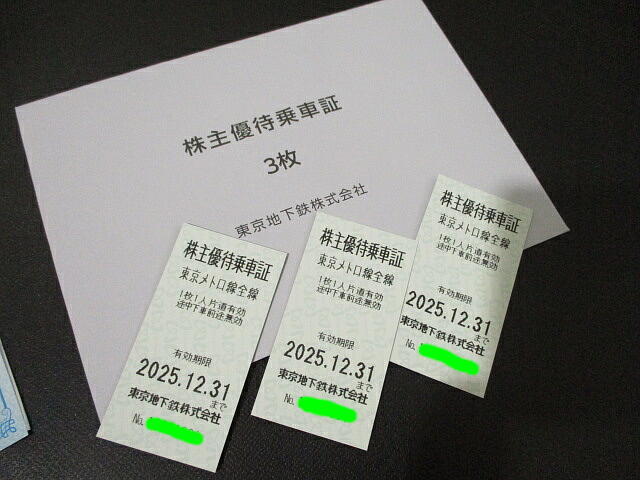 株主優待乗車証
3枚
東京地下鉄株式会社
株主優待乗車証
東京メトロ線全線
1枚1人片道有効
途中下車前途無効
有効期限
2025.12.31
まで
東京地下鉄株式会社
No.
株主優待乗車証
東京メトロ線全線
1枚1人片道有効
途中下車前途無効
有効期限
2025.12.31
まで
東京地下鉄株式会社
No.
株主優待乗車証
東京メトロ線全線
1枚1人片道有効
途中下車前途無効
有効期限
2025.12.31
まで
東京地下鉄株式会社
No.